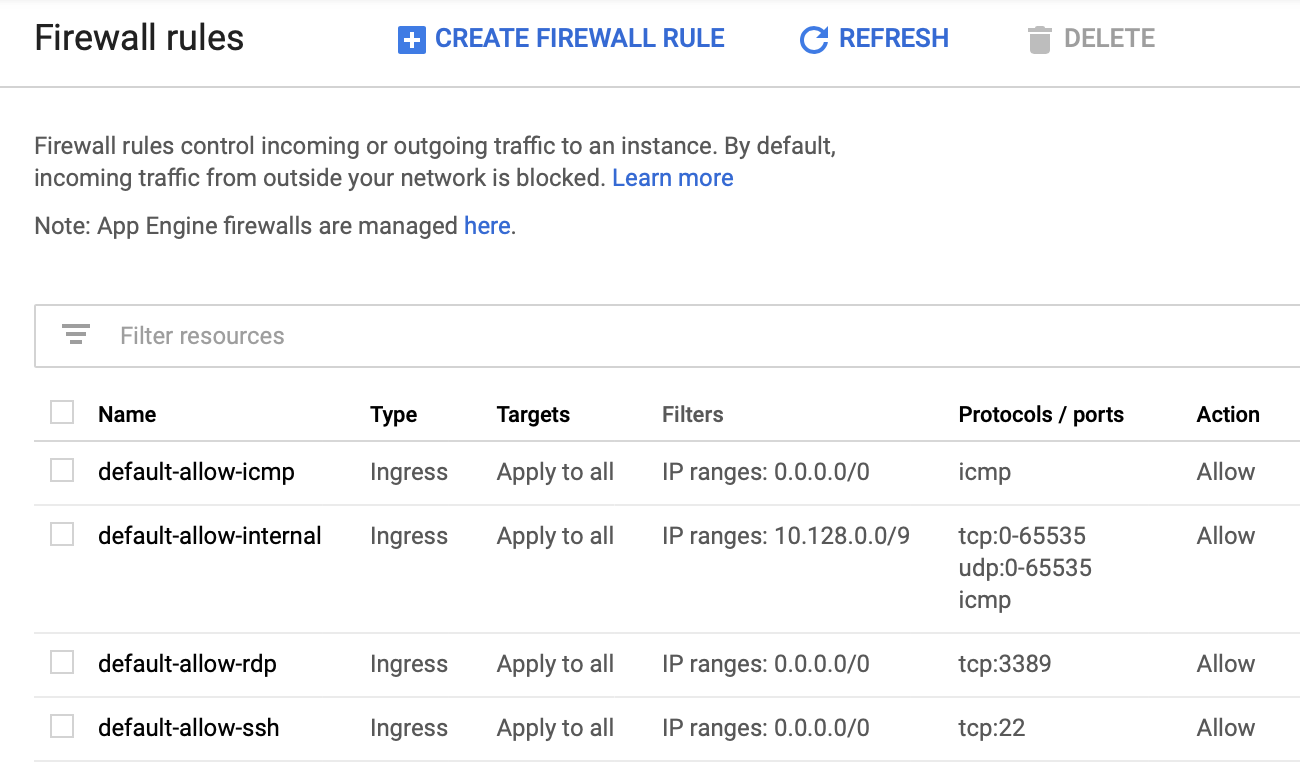 Firewall rules CREATE FIREWALL RULE REFRESH DELETE
Firewall rules control incoming or outgoing traffic to an instance. By default,
incoming traffic from outside your network is blocked. Learn more
Note: App Engine firewalls are managed here.
Filter resources
Name Type Targets Filters Protocols / ports Action
default-allow-icmp Ingress Apply to all IP ranges: 0.0.0.0/0 icmp Allow
default-allow-internal Ingress Apply to all IP ranges: 10.128.0.0/9 tcp:0-65535 Allow
udp:0-65535
icmp
default-allow-rdp Ingress Apply to all IP ranges: 0.0.0.0/0 tcp:3389 Allow
default-allow-ssh Ingress Apply to all IP ranges: 0.0.0.0/0 tcp:22 Allow